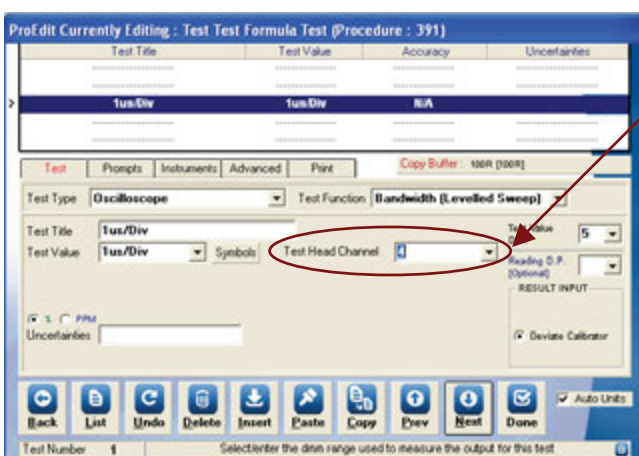 ProEdit Currently Editing : Test Test Formula Test (Procedure : 391)
Test Title Test Value Accuracy Uncertainties
1us/Div 1us/Div N/A
Test Prompts Instruments Advanced Print Copy Buffer : 100R [100R]
Test Type Oscilloscope Test Function Bandwidth (Levelled Sweep)
Test Title 1us/Div
Test Value 1us/Div Symbols Test Head Channel 4 Value 5
Reading D.P.
[Optional]
RESULT INPUT
% PPM
Uncertainties Deviate Calibrator
Back List Undo Delete Insert Paste Copy Prev Next Done Auto Units
Test Number 1 Select/enter the dmm range used to measure the output for this test